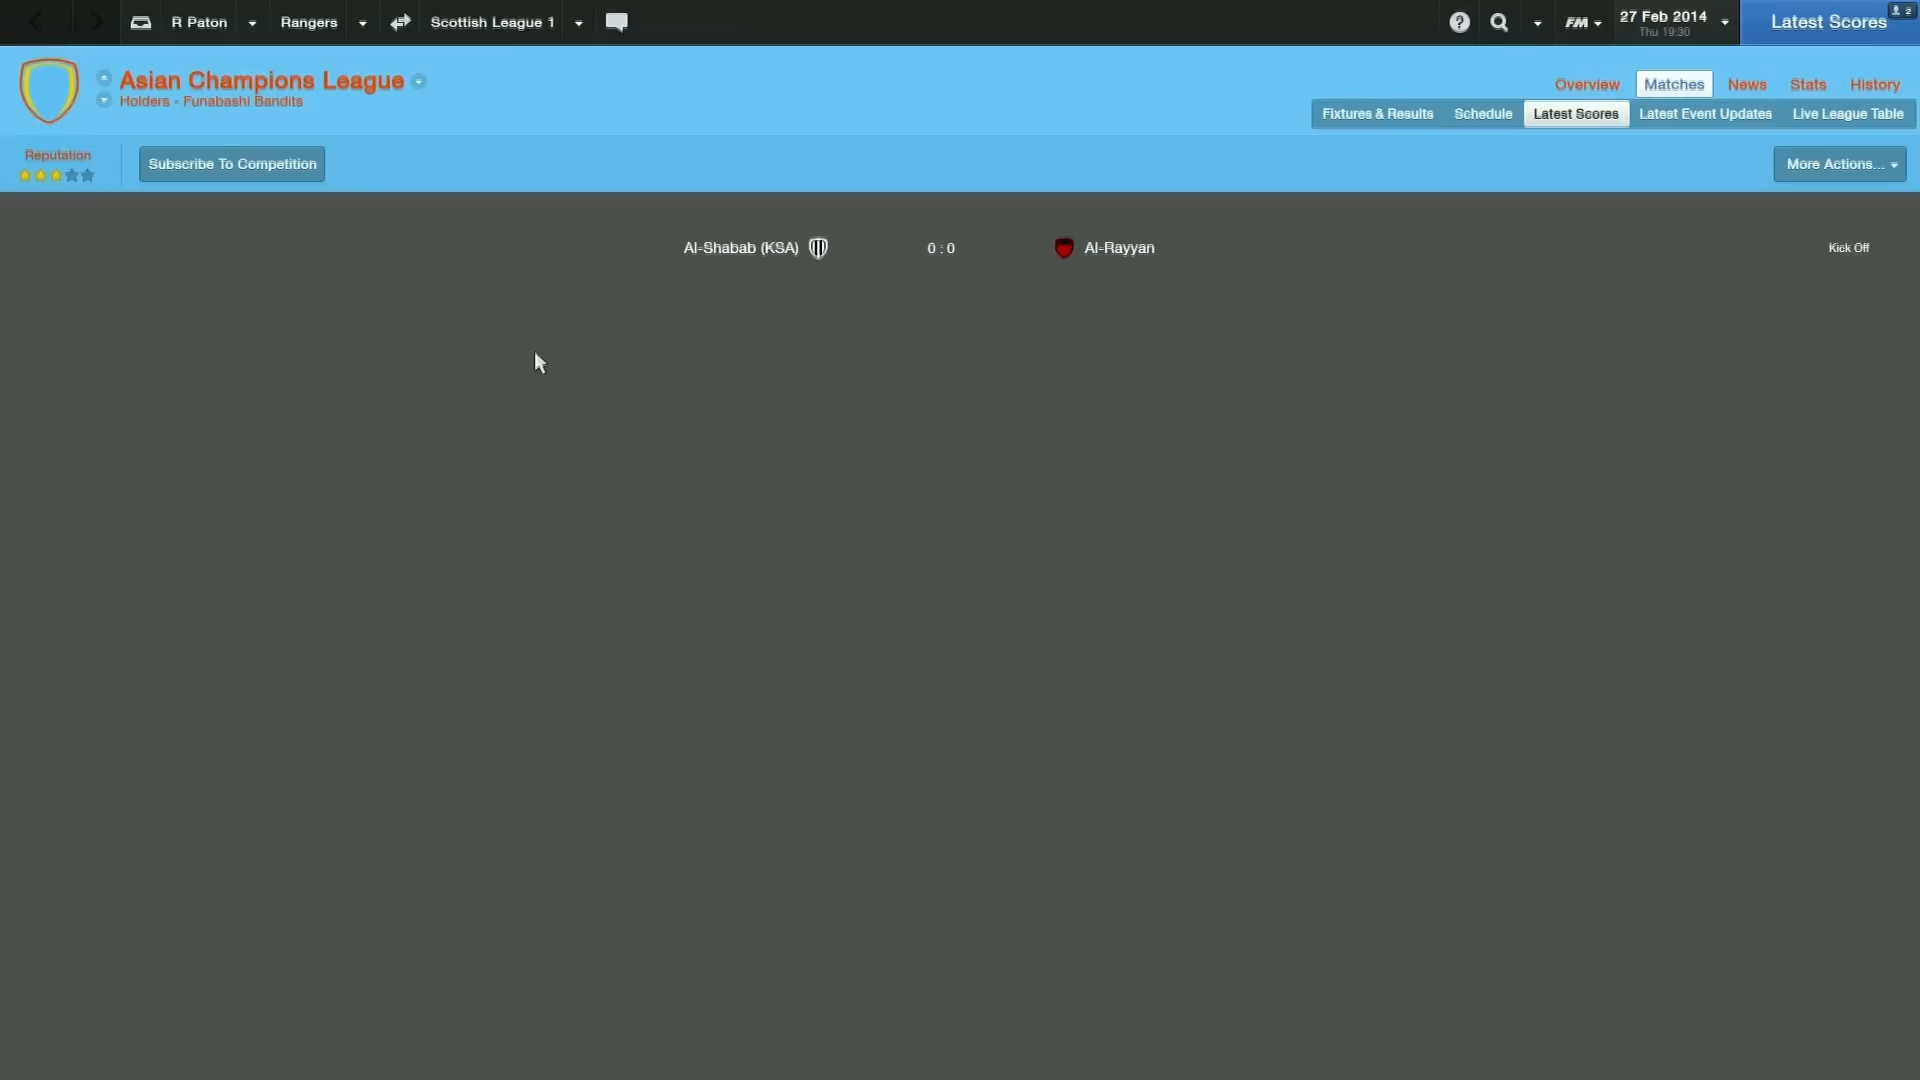 R Paton
Rangers
Scottish League 1
FM
27 Feb 2014
Thu 19:30
Latest Scores
2
Asian Champions League
Holders - Funabashi Bandits
Overview
Matches
News
Stats
History
Fixtures & Results
Schedule
Latest Scores
Latest Event Updates
Live League Table
Reputation
Subscribe To Competition
More Actions...
Al-Shabab (KSA)
0 : 0
Al-Rayyan
Kick Off